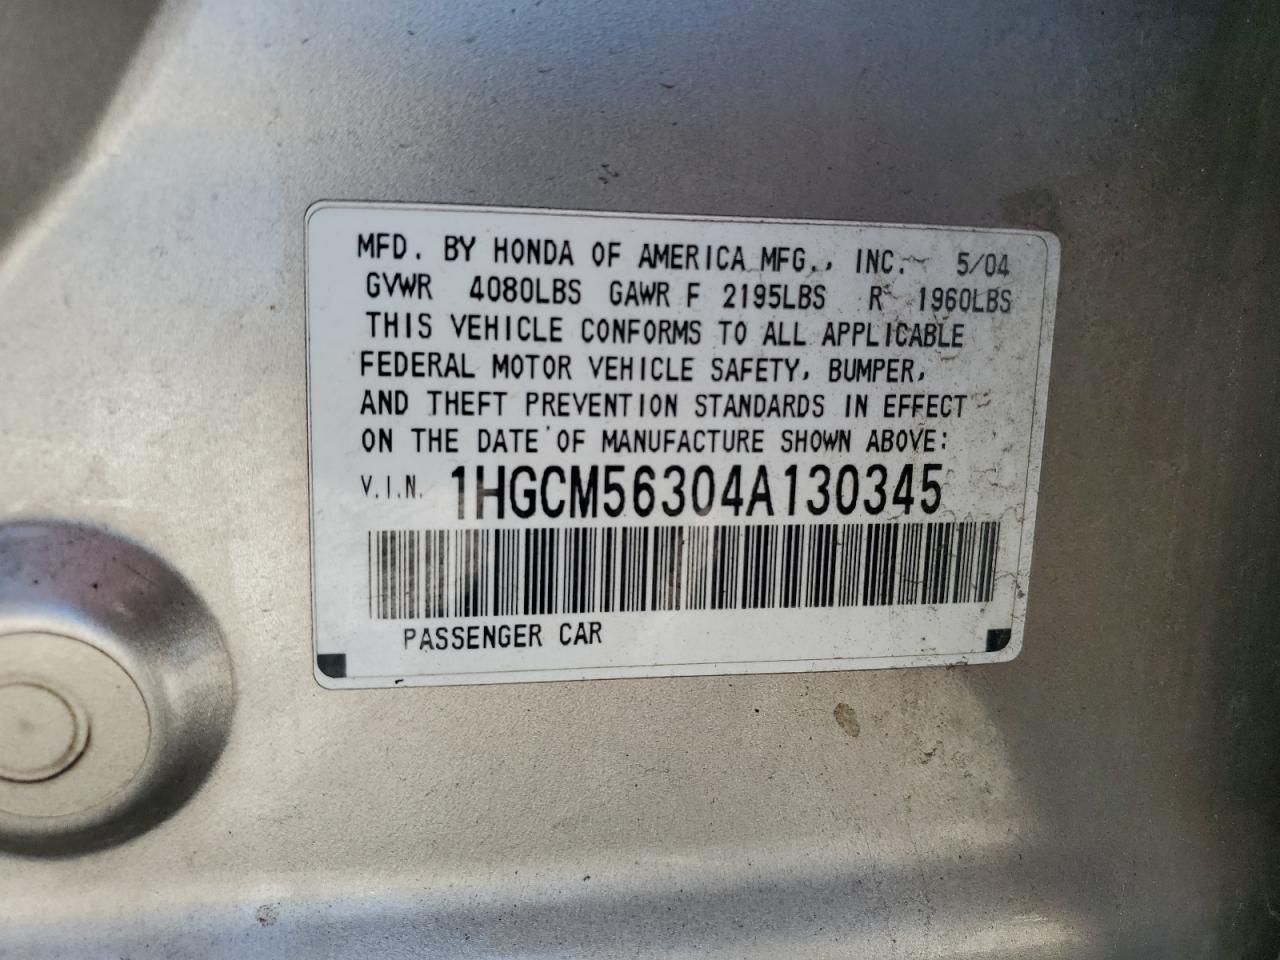 MFD. BY HONDA OF AMERICA MFG., INC. 5/04
GVWR 4080LBS GAWR F 2195LBS R 1960LBS
THIS VEHICLE CONFORMS TO ALL APPLICABLE
FEDERAL MOTOR VEHICLE SAFETY, BUMPER,
AND THEFT PREVENTION STANDARDS IN EFFECT
ON THE DATE OF MANUFACTURE SHOWN ABOVE:
V.I.N. 1HGCM56304A130345
PASSENGER CAR